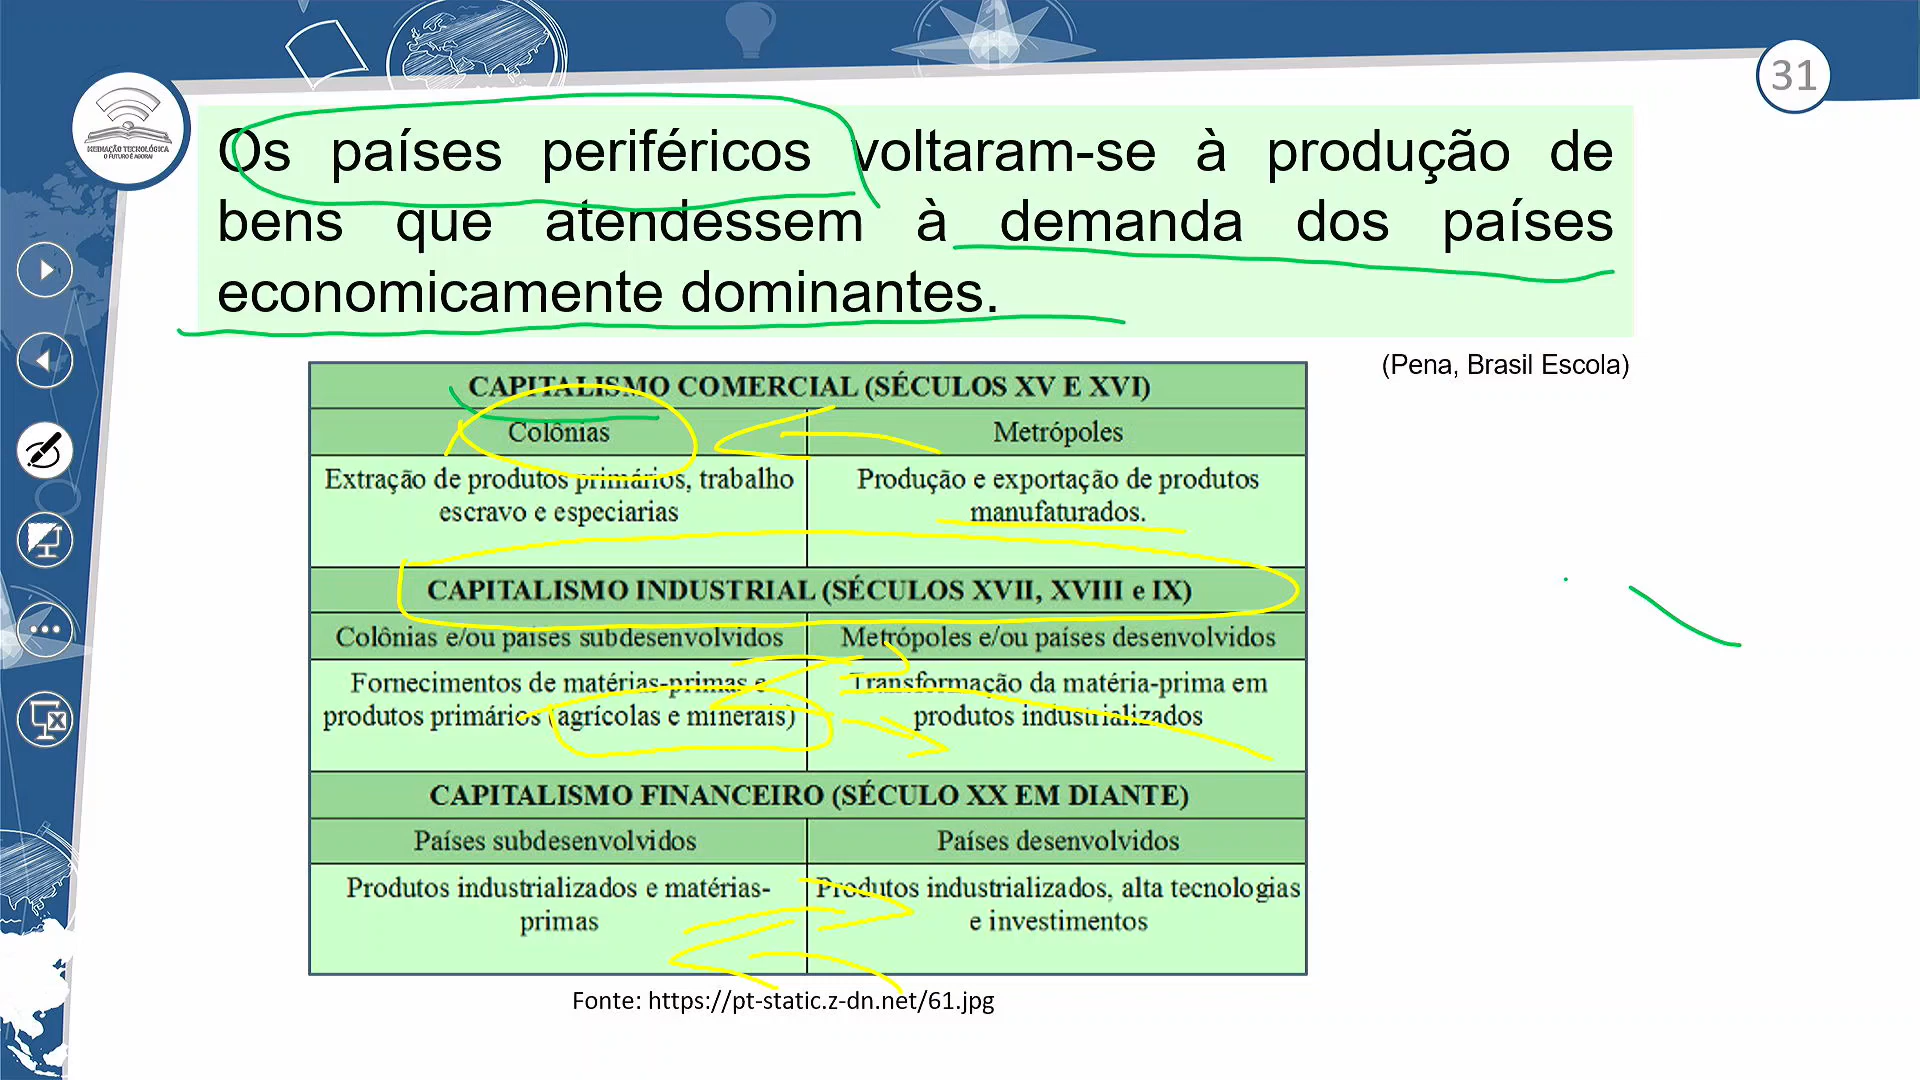 31
MEDIAÇÃO TECNOLÓGICA
O FUTURO É AGORA!
Os países periféricos voltaram-se à produção de
bens que atendessem à demanda dos países
economicamente dominantes.
(Pena, Brasil Escola)
CAPITALISMO COMERCIAL (SÉCULOS XV E XVI)
Colônias
Metrópoles
Extração de produtos primários, trabalho
escravo e especiarias
Produção e exportação de produtos
manufaturados.
CAPITALISMO INDUSTRIAL (SÉCULOS XVII, XVIII e IX)
Colônias e/ou países subdesenvolvidos
Metrópoles e/ou países desenvolvidos
Fornecimentos de matérias-primas e
produtos primários (agrícolas e minerais)
Transformação da matéria-prima em
produtos industrializados
CAPITALISMO FINANCEIRO (SÉCULO XX EM DIANTE)
Países subdesenvolvidos
Países desenvolvidos
Produtos industrializados e matérias-
primas
Produtos industrializados, alta tecnologias
e investimentos
Fonte: https://pt-static.z-dn.net/61.jpg